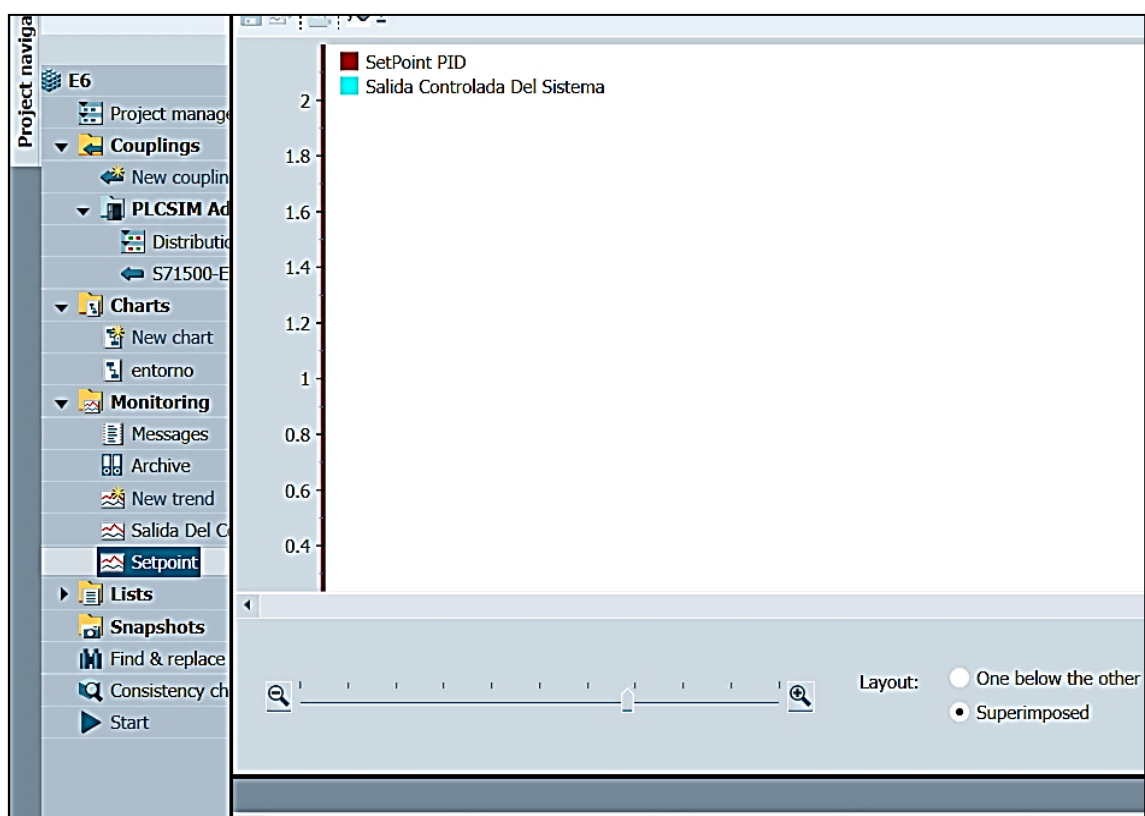 Project naviga
E6
Project manage
Couplings
New couplin
PLCSIM Ad
Distributio
S71500-E
Charts
New chart
entorno
Monitoring
Messages
Archive
New trend
Salida Del C
Setpoint
Lists
Snapshots
Find & replace
Consistency ch
Start
SetPoint PID
Salida Controlada Del Sistema
2
1.8
1.6
1.4
1.2
1
0.8
0.6
0.4
Layout:
One below the other
Superimposed